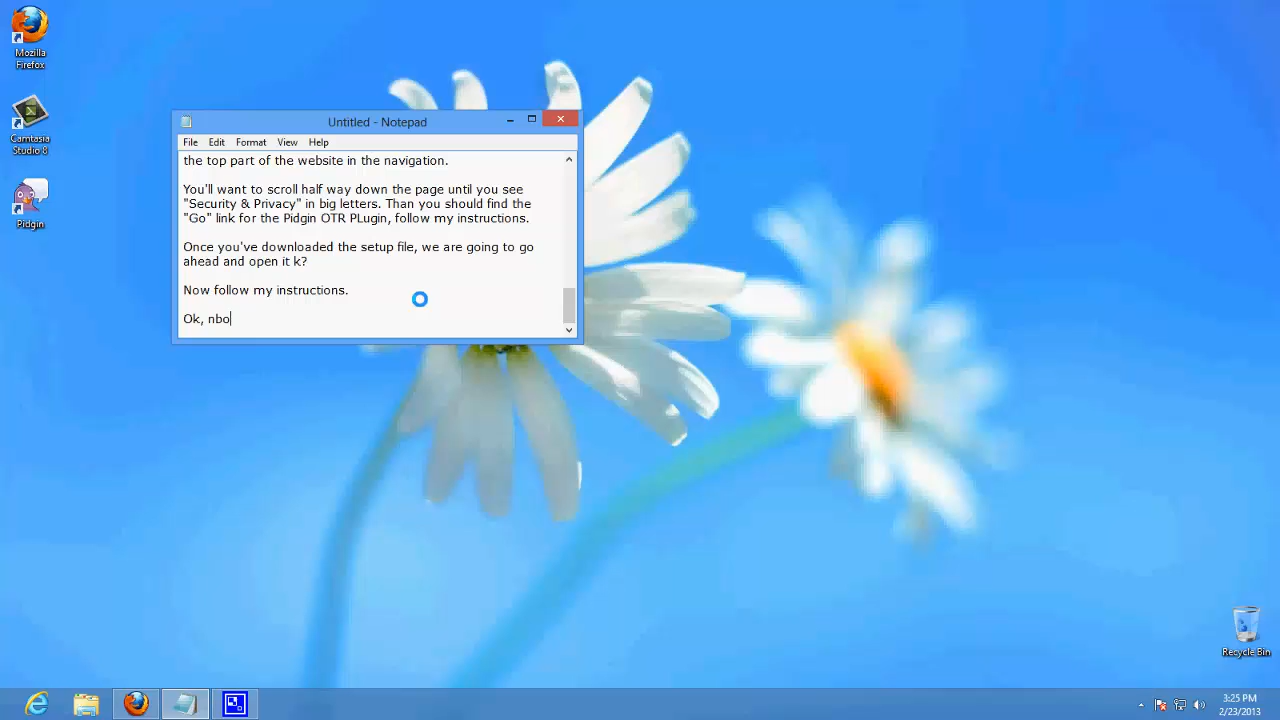 Mozilla
Firefox
Camtasia
Studio 8
Pidgin
Untitled - Notepad
File Edit Format View Help
the top part of the website in the navigation.
You'll want to scroll half way down the page until you see
"Security & Privacy" in big letters. Than you should find the
"Go" link for the Pidgin OTR PLugin, follow my instructions.
Once you've downloaded the setup file, we are going to go
ahead and open it k?
Now follow my instructions.
Ok, nbo
Recycle Bin
3:25 PM
2/23/2013